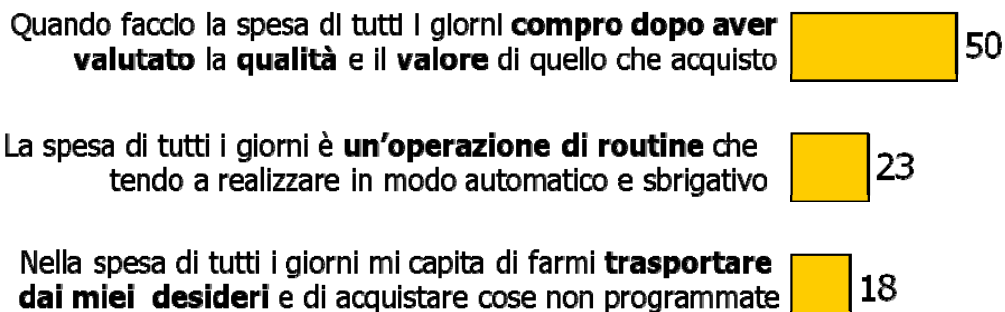 Quando faccio la spesa di tutti i giorni compro dopo aver
valutato la qualità e il valore di quello che acquisto
50
La spesa di tutti i giorni è un'operazione di routine che
tendo a realizzare in modo automatico e sbrigativo
23
Nella spesa di tutti i giorni mi capita di farmi trasportare
dai miei desideri e di acquistare cose non programmate
18